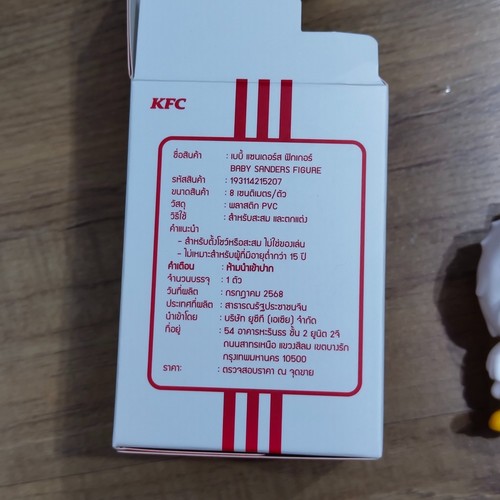 KFC
ชื่อสินค้า : เบบี้ แซนเดอร์ส ฟิกเกอร์
BABY SANDERS FIGURE
รหัสสินค้า : 193114215207
ขนาดสินค้า : 8 เซนติเมตร/ตัว
วัสดุ : พลาสติก PVC
วิธีใช้ : สำหรับสะสม และตกแต่ง
คำแนะนำ
- สำหรับตั้งโชว์หรือสะสม ไม่ใช่ของเล่น
- ไม่เหมาะสำหรับผู้ที่มีอายุต่ำกว่า 15 ปี
คำเตือน : ห้ามนำเข้าปาก
จำนวนบรรจุ : 1 ตัว
วันที่ผลิต : กรกฎาคม 2568
ประเทศที่ผลิต : สาธารณรัฐประชาชนจีน
นำเข้าโดย : บริษัท ยูซีที (เอเชีย) จำกัด
ที่อยู่ : 54 อาคารหะรินธร ชั้น 2 ยูนิต 2จี
ถนนสาทรเหนือ แขวงสีลม เขตบางรัก
กรุงเทพมหานคร 10500
ราคา: : ตรวจสอบราคา ณ จุดขาย